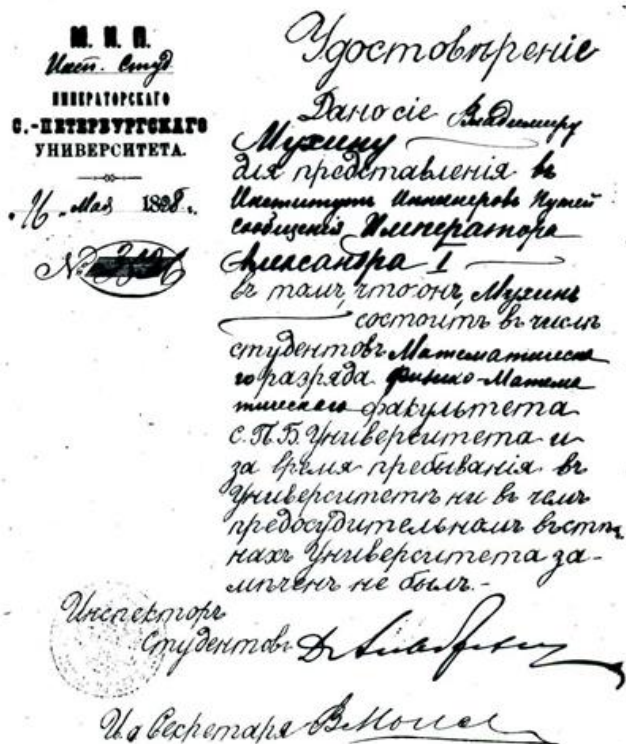 М. Н. П.
Инсп. Студ.
ИМПЕРАТОРСКАГО
С.-ПЕТЕРБУРГСКАГО
УНИВЕРСИТЕТА.
„16„ Мая 1898 г.
№
Удостовѣреніе
Дано сіе Владимиру
Мухину
для представленія въ
Институтъ Инженеровъ Путей
сообщенія Императора
Александра I
въ томъ, что онъ, Мухинъ
состоитъ въ числѣ
студентовъ Математическа
го разряда Физико-Матема
тическаго факультета
С.П.Б. Университета и
за время пребыванія въ
Университетѣ ни въ чемъ
предосудительномъ въ стѣ
нахъ Университета за-
мѣченъ не былъ.-
Инспекторъ
Студентовъ
И д Секретаря